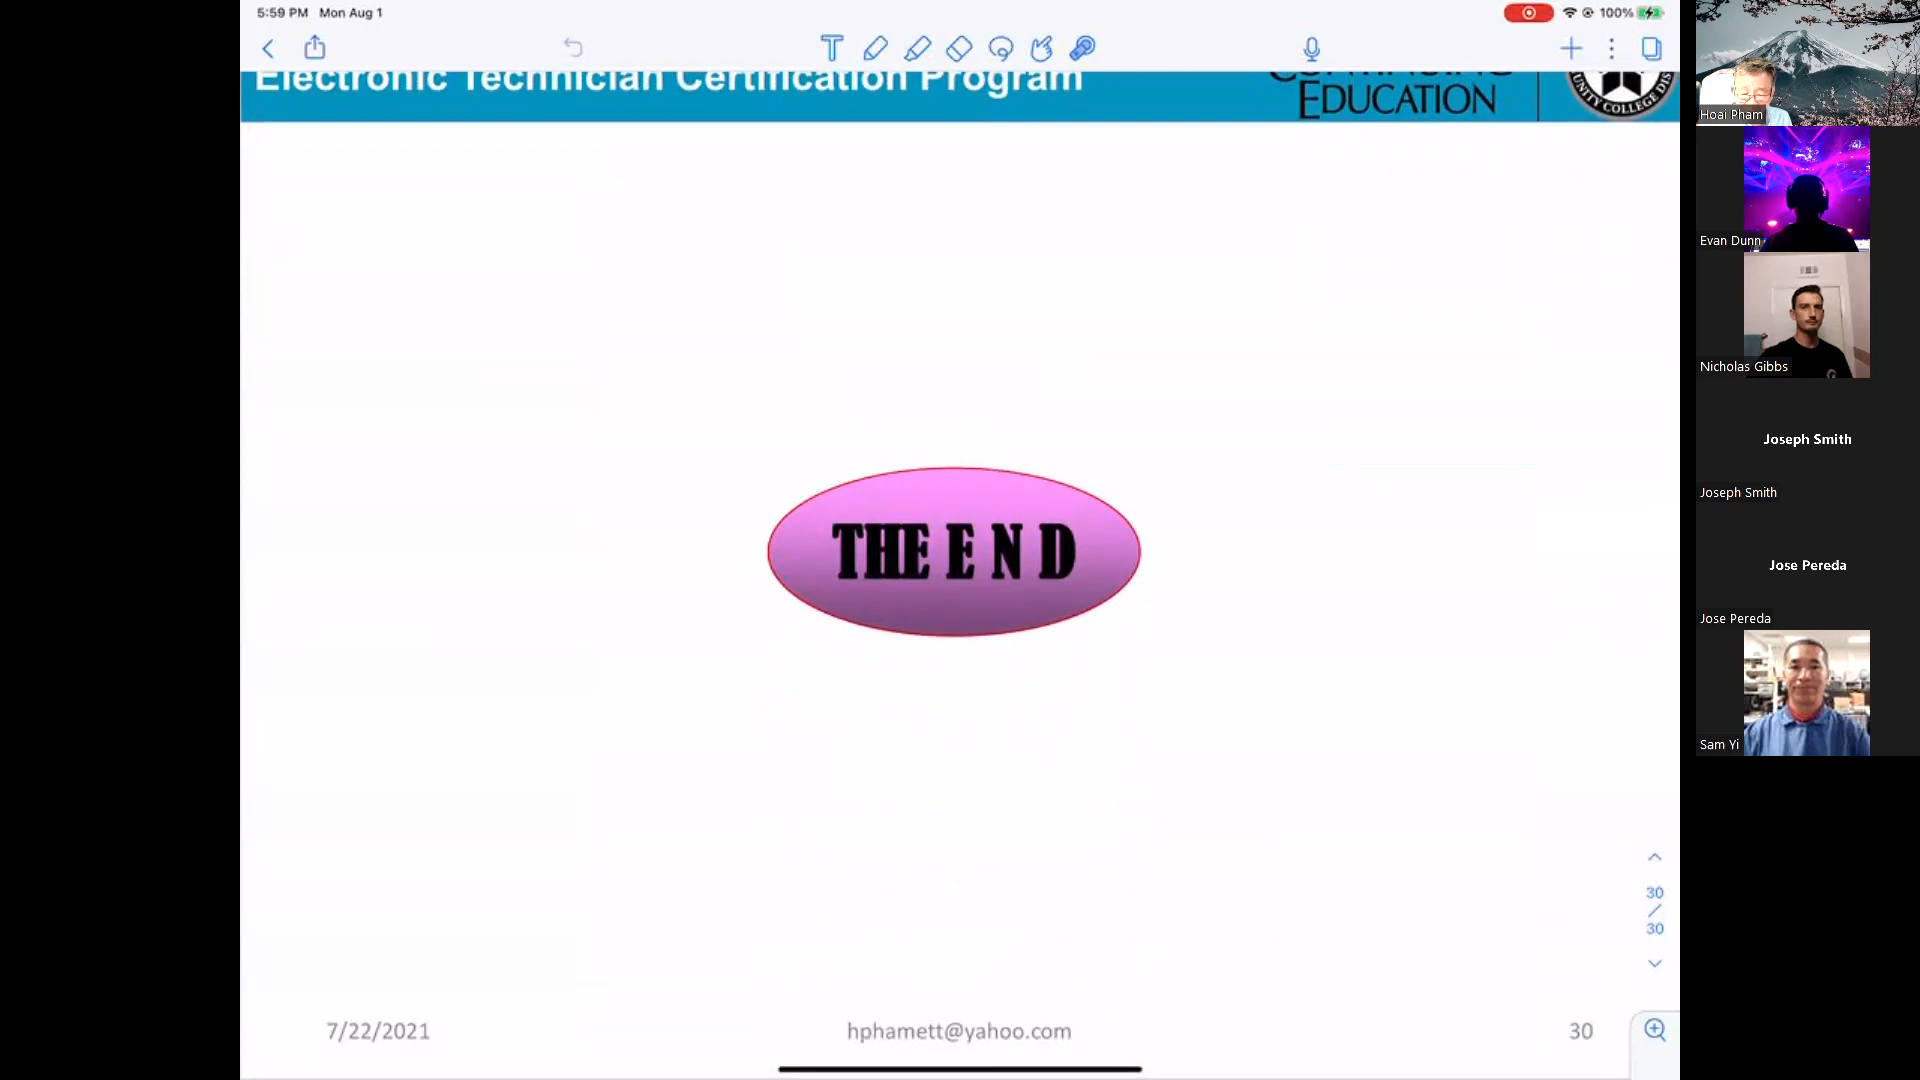 5:59 PM Mon Aug 1
100%
Electronic Technician Certification Program
EDUCATION
UNITY COLLEGE DIS
THE E N D
30
30
7/22/2021
hphamett@yahoo.com
30
Hoai Pham
Evan Dunn
Nicholas Gibbs
Joseph Smith
Joseph Smith
Jose Pereda
Jose Pereda
Sam Yi